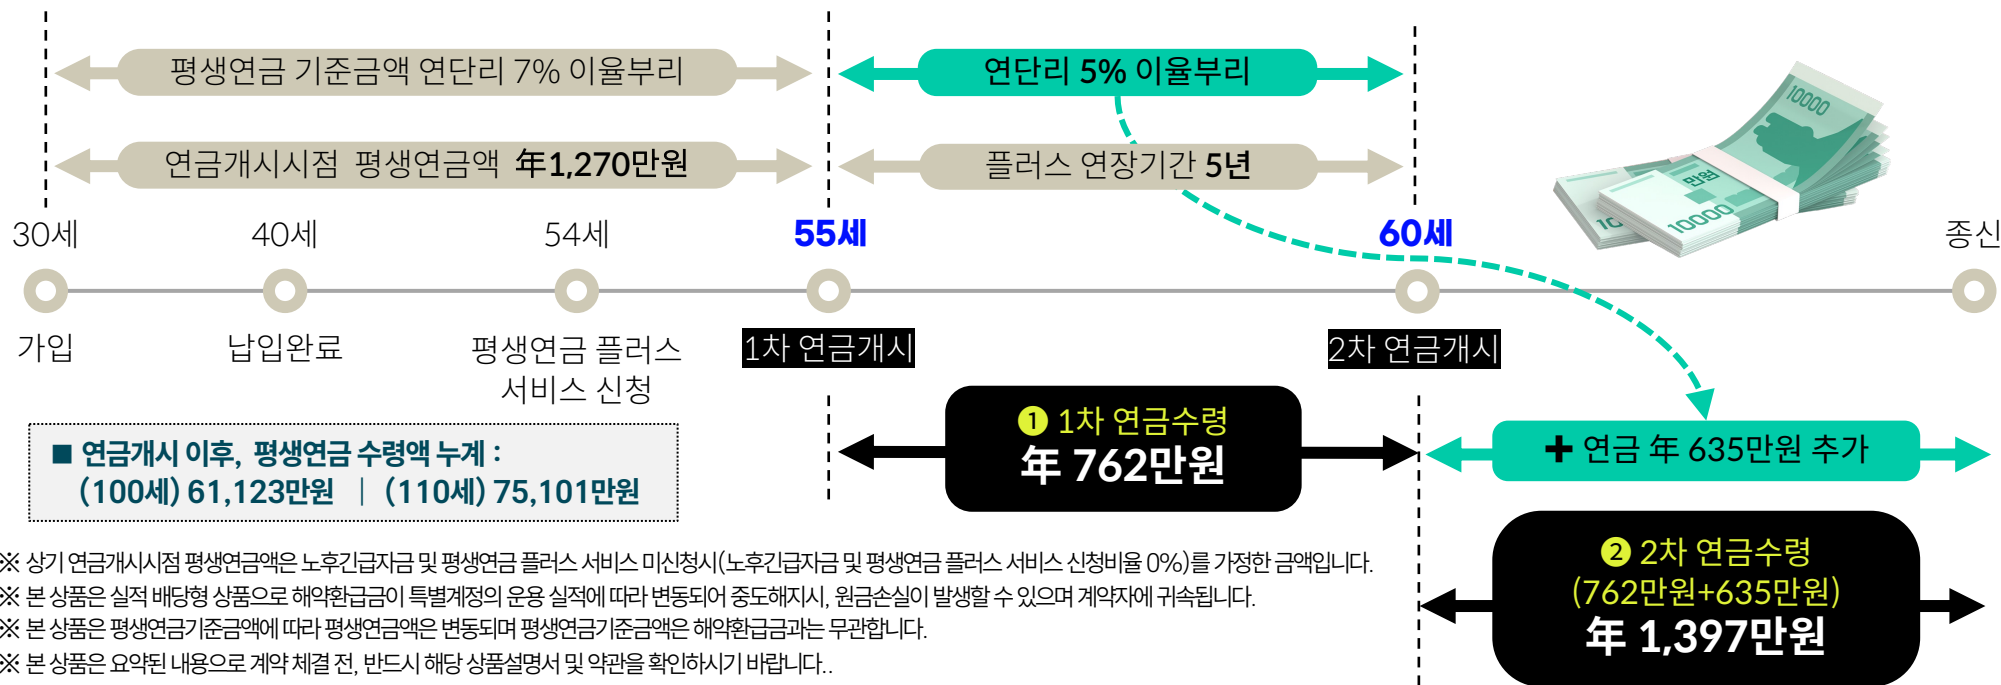 평생연금 기준금액 연단리 7% 이율부리
연단리 5% 이율부리
연금개시시점 평생연금액 年1,270만원
플러스 연장기간 5년
30세
40세
54세
55세
60세
종신
가입
납입완료
평생연금 플러스
서비스 신청
1차 연금개시
2차 연금개시
❶ 1차 연금수령
年 762만원
✚ 연금 年 635만원 추가
■ 연금개시 이후, 평생연금 수령액 누계 :
(100세) 61,123만원 | (110세) 75,101만원
❷ 2차 연금수령
(762만원+635만원)
年 1,397만원
※ 상기 연금개시시점 평생연금액은 노후긴급자금 및 평생연금 플러스 서비스 미신청시(노후긴급자금 및 평생연금 플러스 서비스 신청비율 0%)를 가정한 금액입니다.
※ 본 상품은 실적 배당형 상품으로 해약환급금이 특별계정의 운용 실적에 따라 변동되어 중도해지시, 원금손실이 발생할 수 있으며 계약자에 귀속됩니다.
※ 본 상품은 평생연금기준금액에 따라 평생연금액은 변동되며 평생연금기준금액은 해약환급금과는 무관합니다.
※ 본 상품은 요약된 내용으로 계약 체결 전, 반드시 해당 상품설명서 및 약관을 확인하시기 바랍니다..
10000
만원
10000